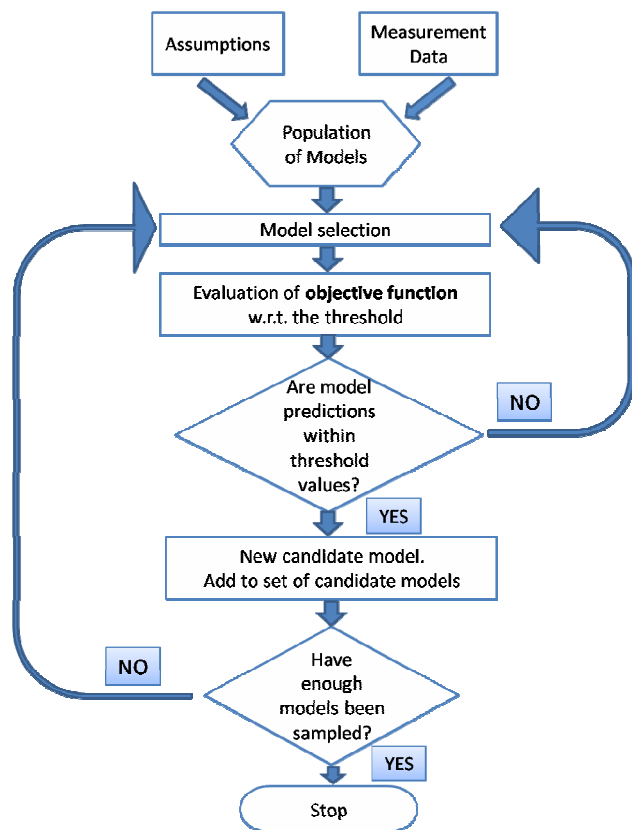 Assumptions
Measurement
Data
Population
of Models
Model selection
Evaluation of objective function
w.r.t. the threshold
Are model
predictions
within
threshold
values?
NO
YES
New candidate model.
Add to set of candidate models
NO
Have
enough
models been
sampled?
YES
Stop